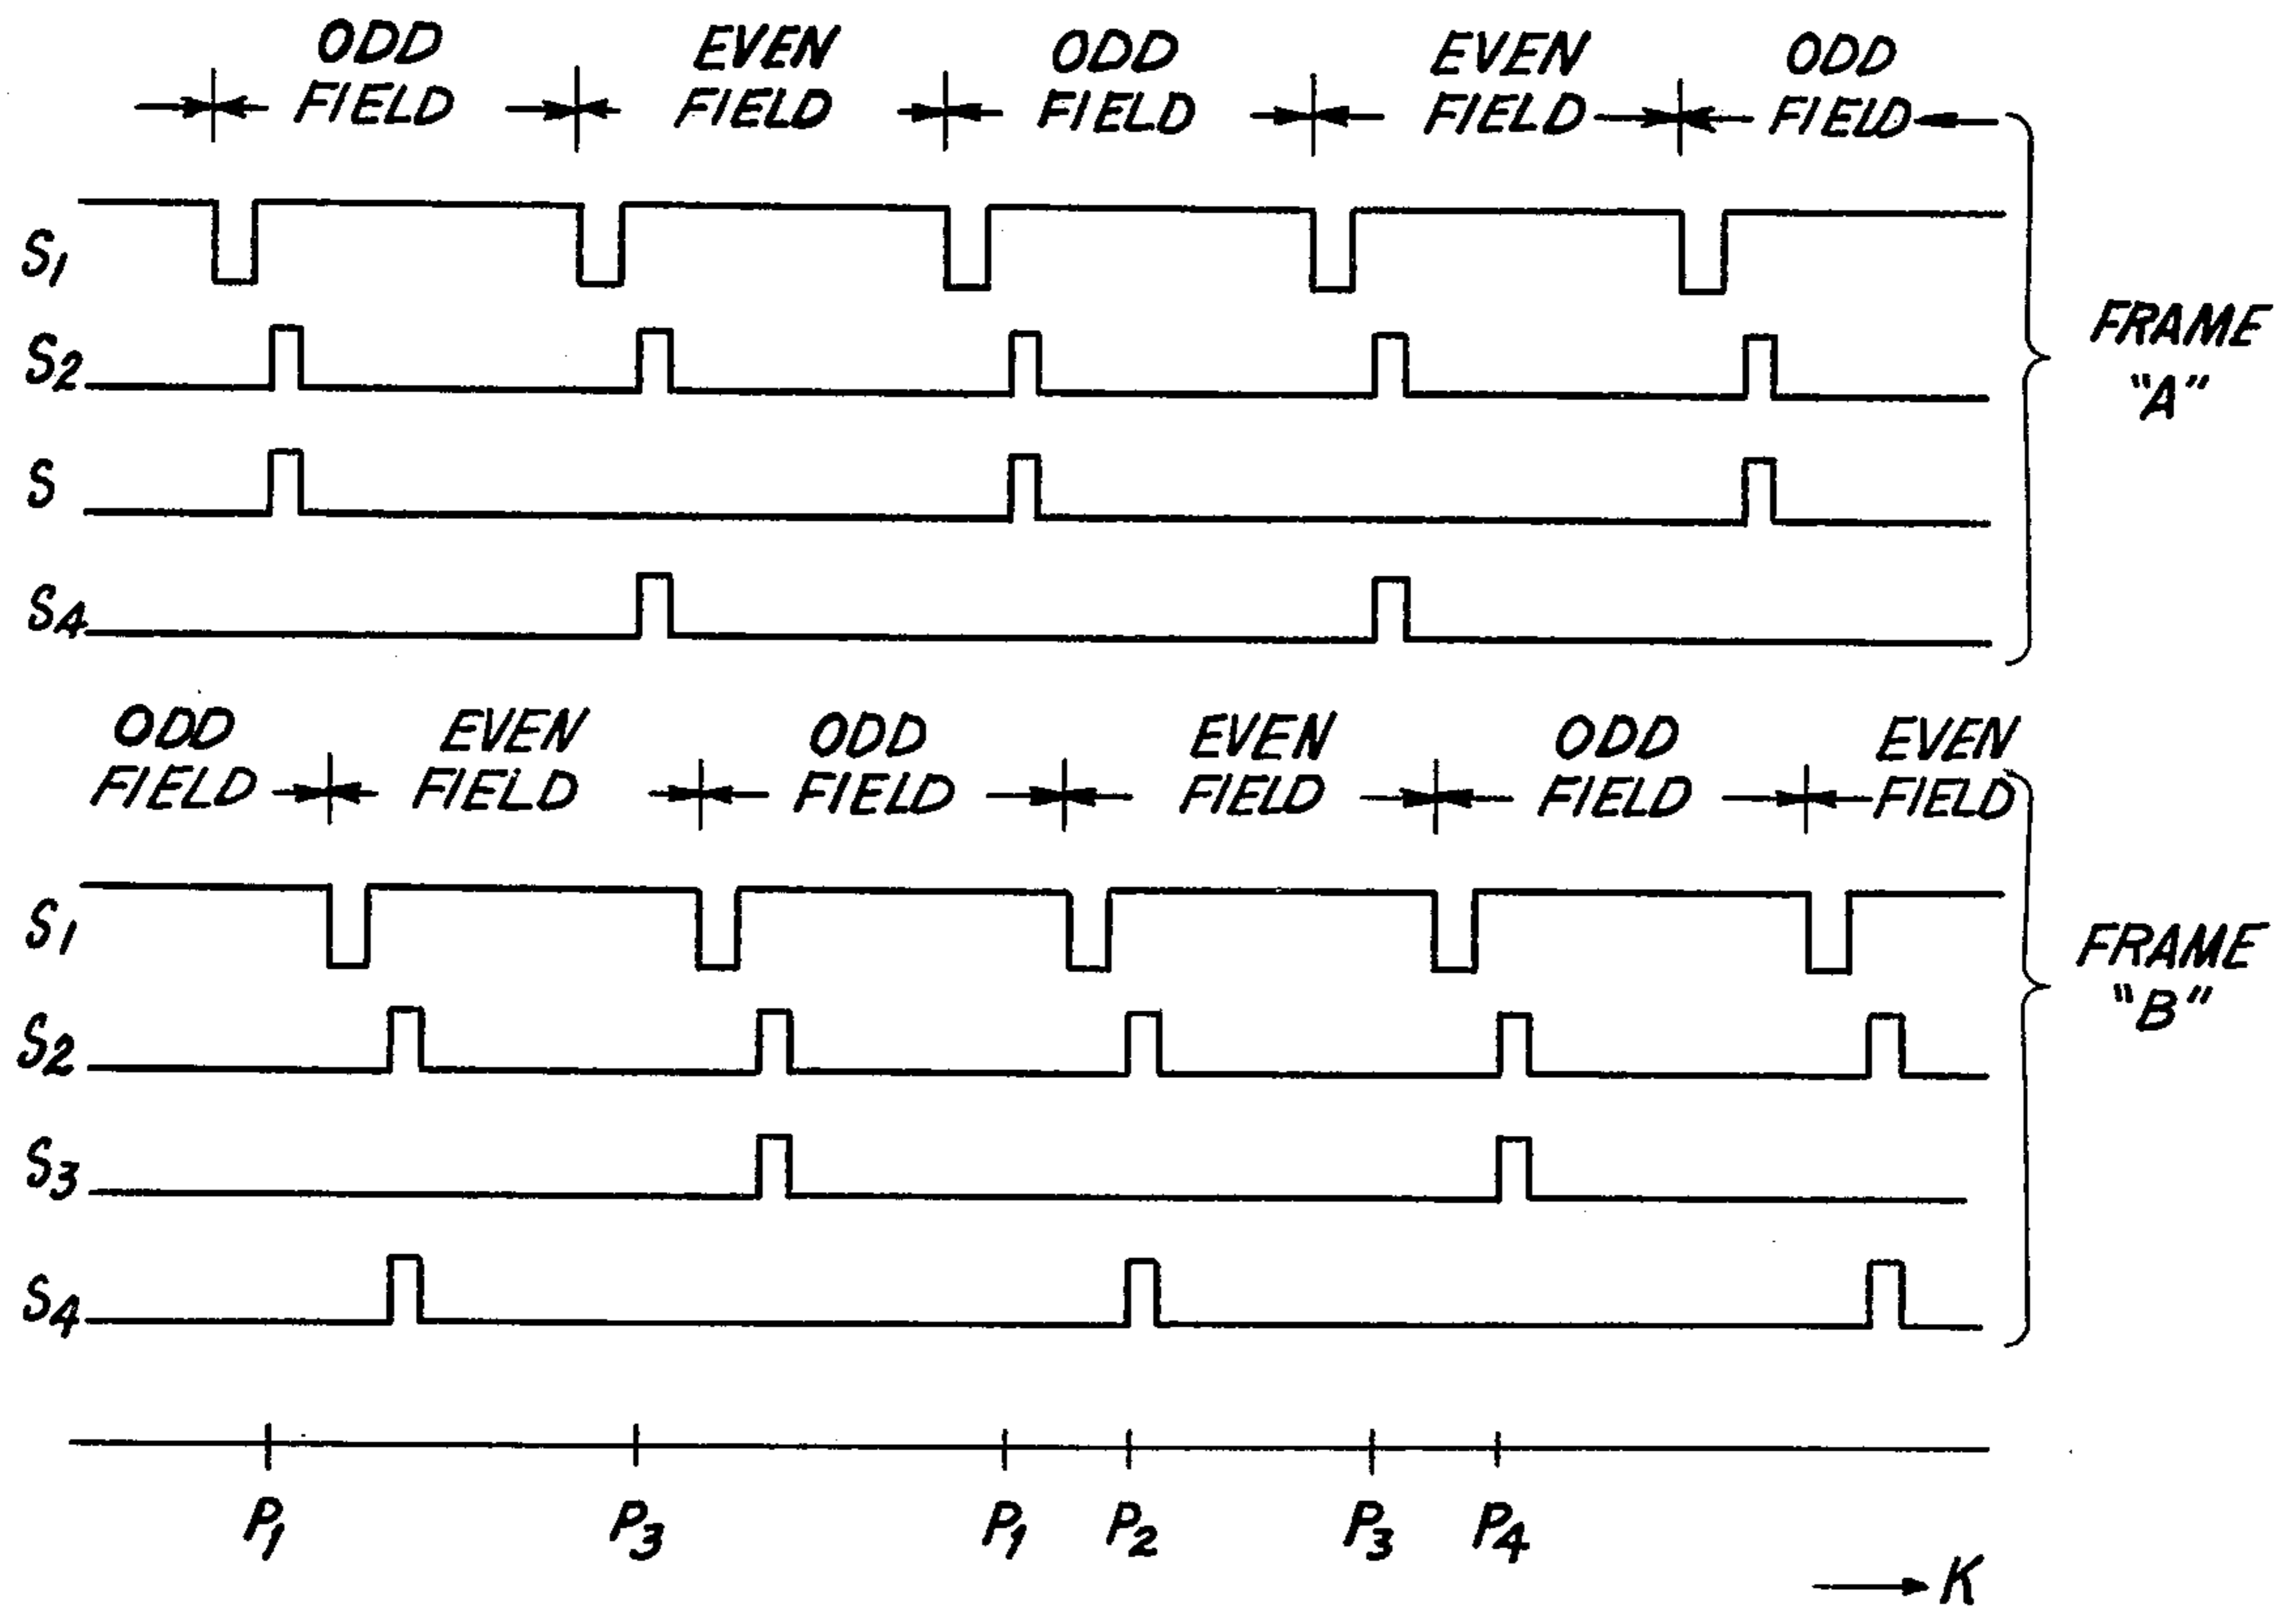 ODD EVEN ODD EVEN ODD
FIELD FIELD FIELD FIELD FIELD
S1
S2
S
S4
FRAME
"A"
ODD EVEN ODD EVEN ODD EVEN
FIELD FIELD FIELD FIELD FIELD FIELD
S1
S2
S3
S4
FRAME
"B"
P1 P3 P1 P2 P3 P4
K